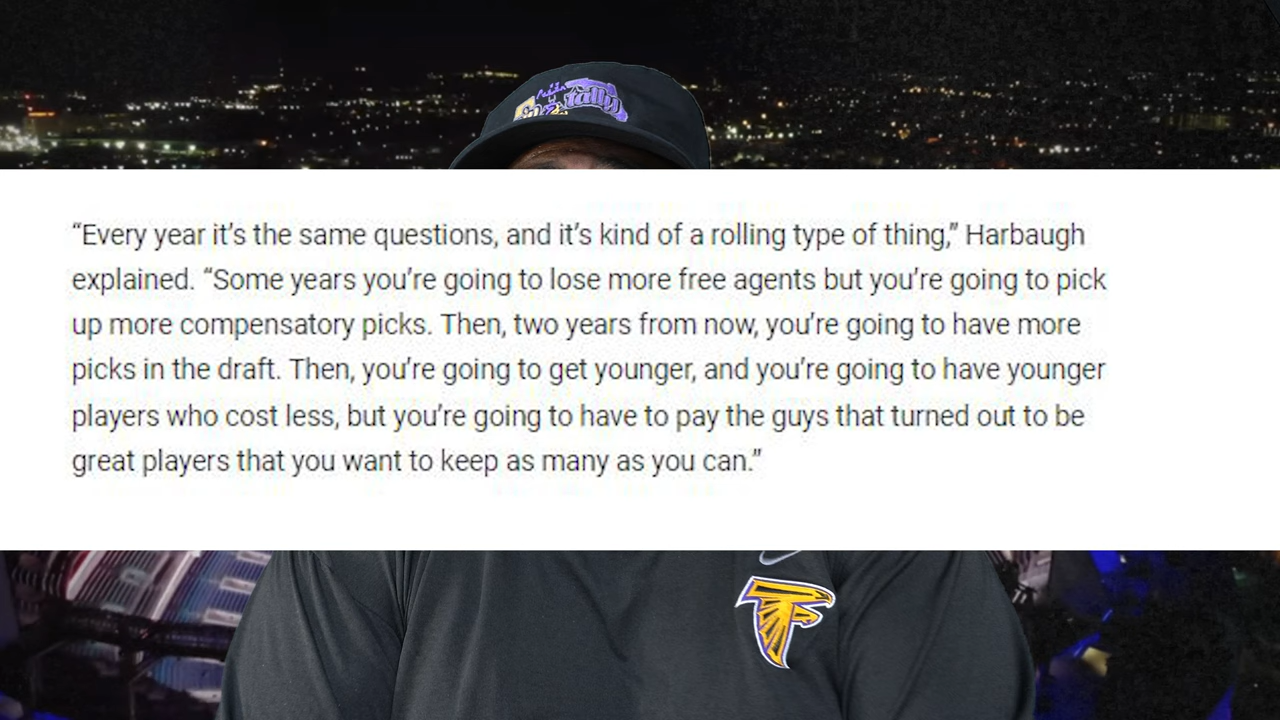 tally
“Every year it’s the same questions, and it’s kind of a rolling type of thing,” Harbaugh
explained. “Some years you’re going to lose more free agents but you’re going to pick
up more compensatory picks. Then, two years from now, you’re going to have more
picks in the draft. Then, you’re going to get younger, and you’re going to have younger
players who cost less, but you’re going to have to pay the guys that turned out to be
great players that you want to keep as many as you can.”